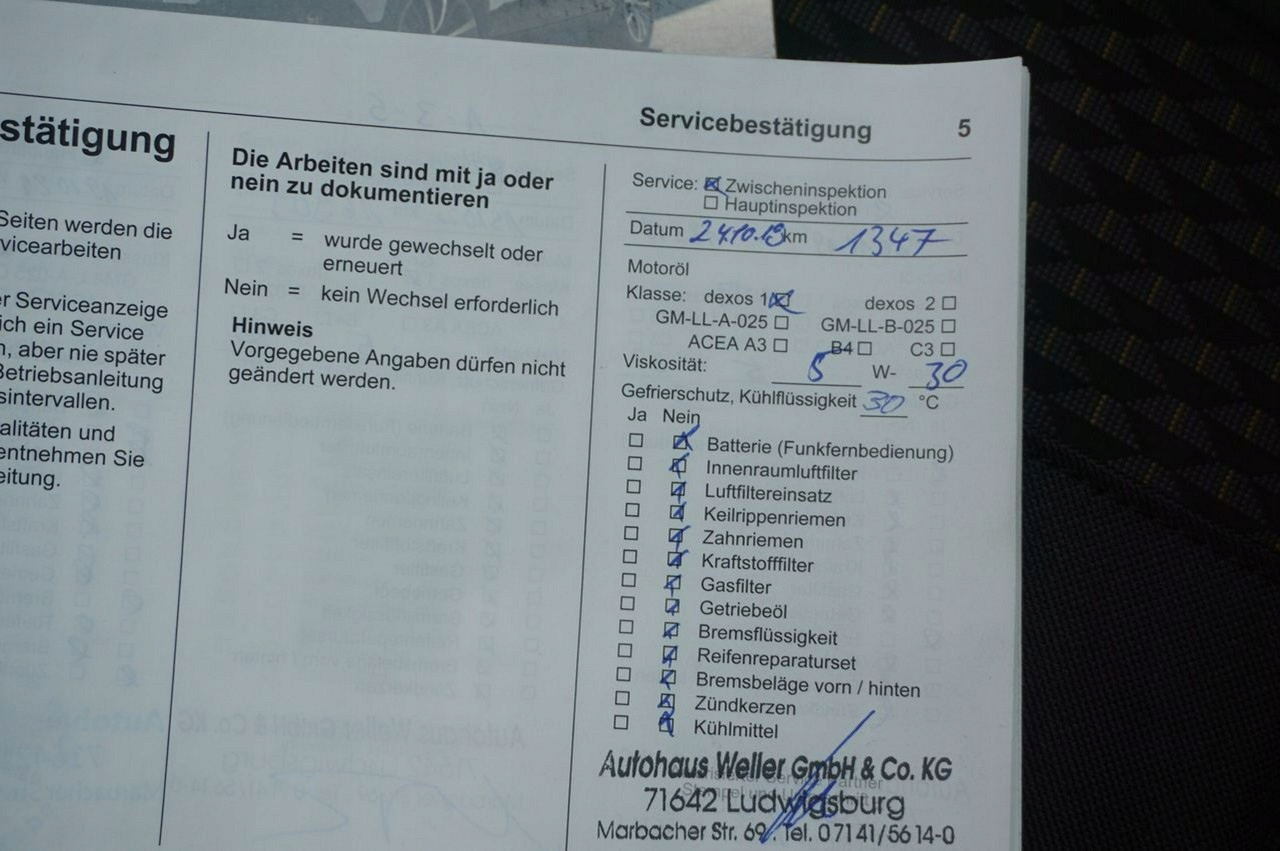 Servicebestätigung 5
stätigung
Seiten werden die
vicearbeiten
er Serviceanzeige
ich ein Service
n, aber nie später
Betriebsanleitung
sintervallen.
alitäten und
entnehmen Sie
eitung.
Die Arbeiten sind mit ja oder
nein zu dokumentieren
Ja = wurde gewechselt oder
erneuert
Nein = kein Wechsel erforderlich
Hinweis
Vorgegebene Angaben dürfen nicht
geändert werden.
Service: Zwischeninspektion
Hauptinspektion
Datum 24.10.19 km 1347
Motoröl
Klasse: dexos 1 dexos 2
GM-LL-A-025 GM-LL-B-025
ACEA A3 B4 C3
Viskosität: 5 W- 30
Gefrierschutz, Kühlflüssigkeit 30 °C
Ja Nein
Batterie (Funkfernbedienung)
Innenraumluftfilter
Luftfiltereinsatz
Keilrippenriemen
Zahnriemen
Kraftstofffilter
Gasfilter
Getriebeöl
Bremsflüssigkeit
Reifenreparaturset
Bremsbeläge vorn / hinten
Zündkerzen
Kühlmittel
Autohaus Weller GmbH & Co. KG
71642 Ludwigsburg
Marbacher Str. 69. Tel. 07141/5614-0